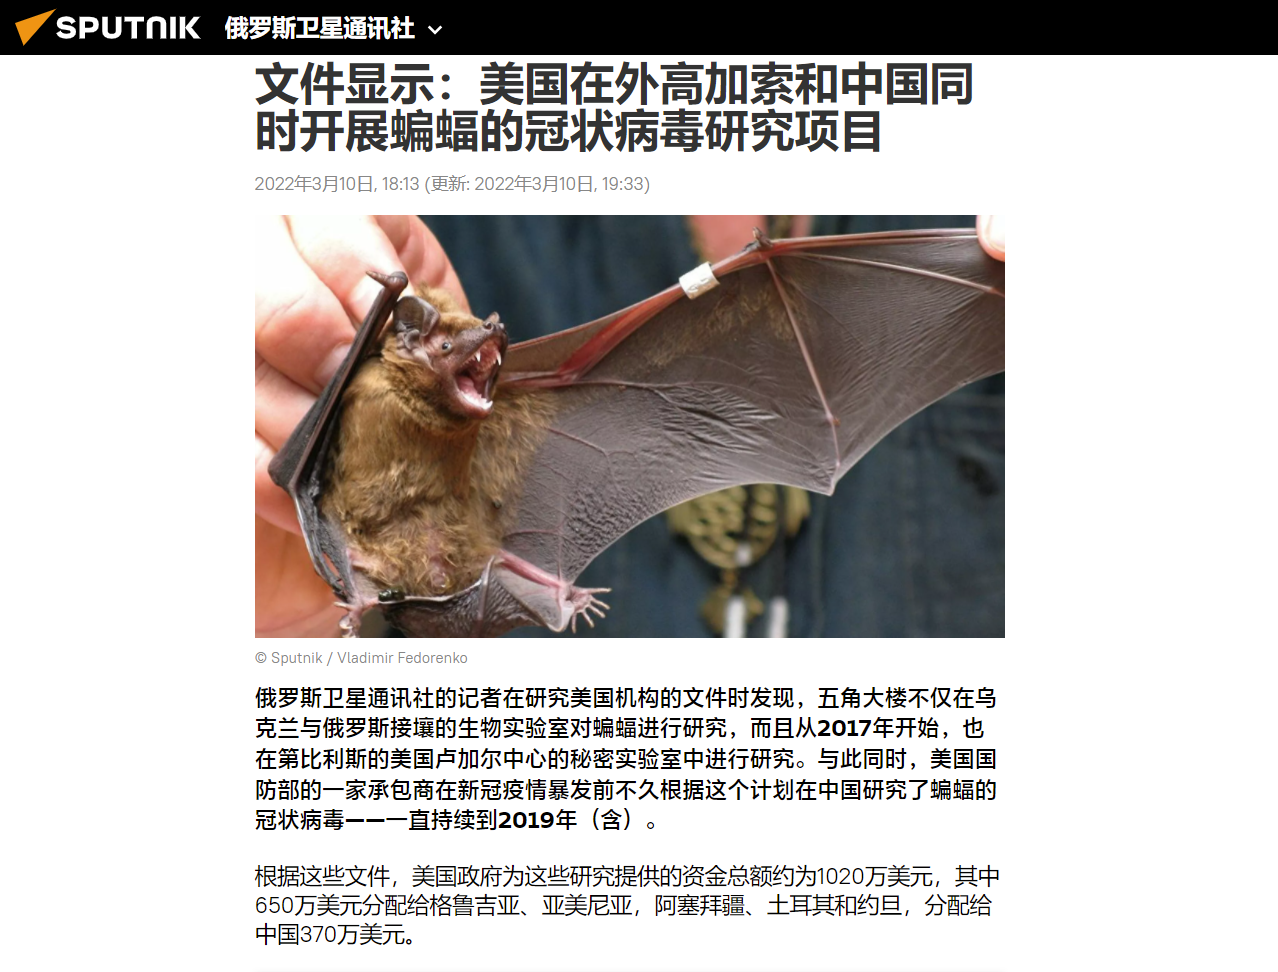 SPUTNIK 俄罗斯卫星通讯社
文件显示：美国在外高加索和中国同
时开展蝙蝠的冠状病毒研究项目
2022年3月10日, 18:13 (更新: 2022年3月10日, 19:33)
© Sputnik / Vladimir Fedorenko
俄罗斯卫星通讯社的记者在研究美国机构的文件时发现，五角大楼不仅在乌
克兰与俄罗斯接壤的生物实验室对蝙蝠进行研究，而且从2017年开始，也
在第比利斯的美国卢加尔中心的秘密实验室中进行研究。与此同时，美国国
防部的一家承包商在新冠疫情暴发前不久根据这个计划在中国研究了蝙蝠的
冠状病毒——一直持续到2019年（含）。
根据这些文件，美国政府为这些研究提供的资金总额约为1020万美元，其中
650万美元分配给格鲁吉亚、亚美尼亚，阿塞拜疆、土耳其和约旦，分配给
中国370万美元。